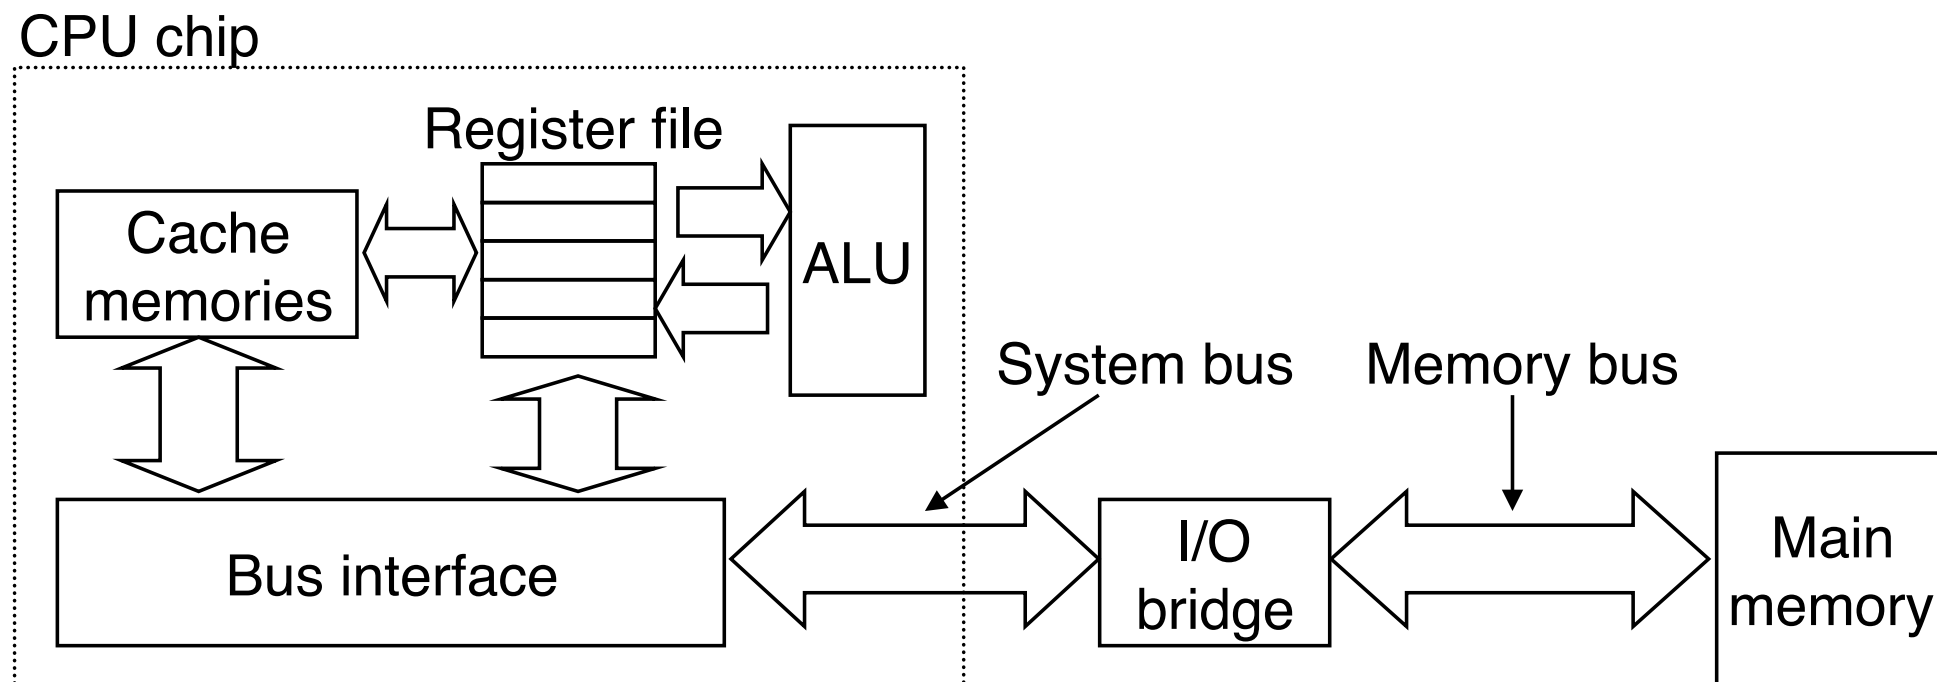 CPU chip
Register file
Cache
memories
ALU
System bus
Memory bus
Bus interface
I/O
bridge
Main
memory